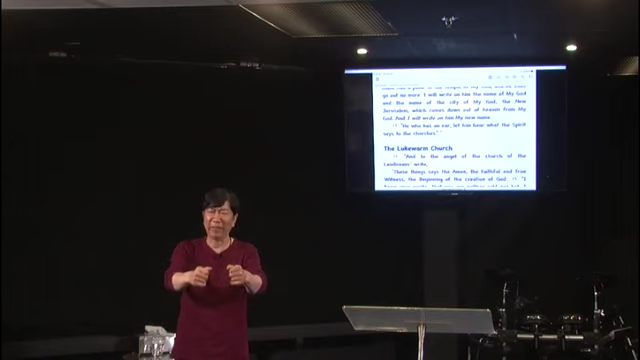 go out no more. I will write on him the name of My God
and the name of the city of My God, the New
Jerusalem, which comes down out of heaven from My
God. And I will write on him My new name.
"He who has an ear, let him hear what the Spirit
says to the churches." '
The Lukewarm Church
"And to the angel of the church of the
Laodiceans write,
'These things says the Amen, the Faithful and True
Witness, the Beginning of the creation of God: "I